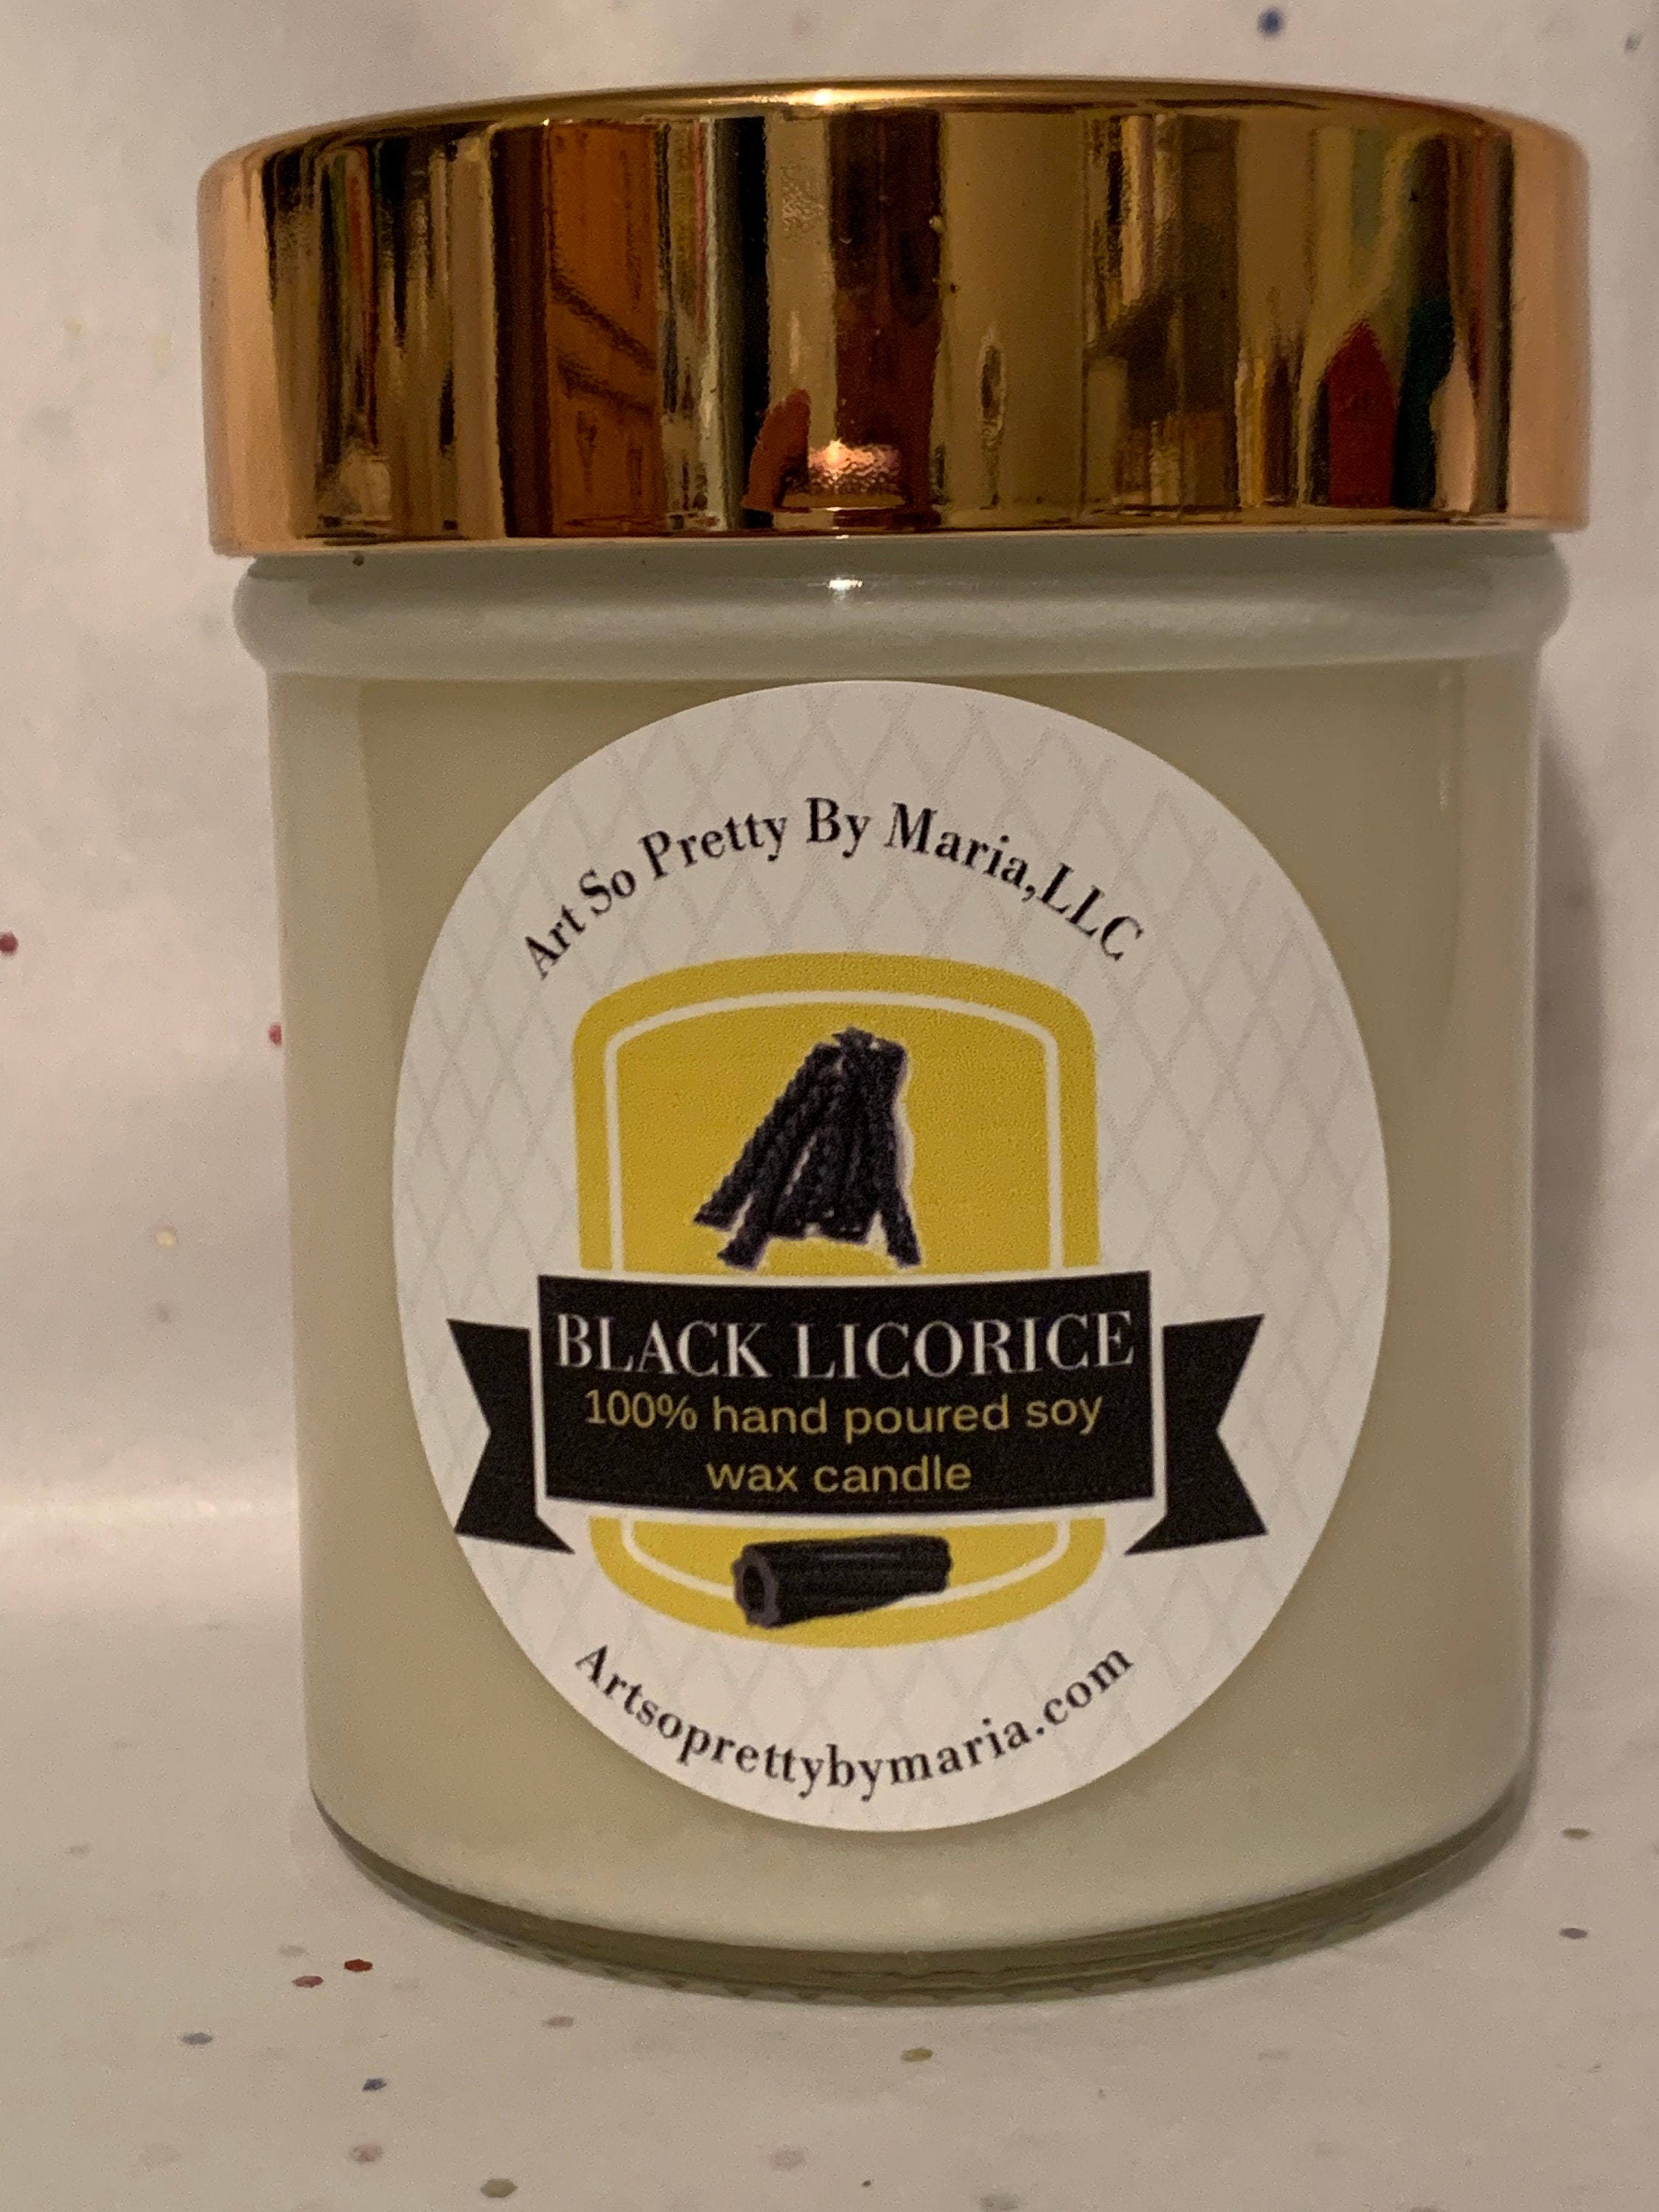 Art So Pretty By Maria,LLC
BLACK LICORICE
100% hand poured soy
wax candle
Artsoprettybymaria.com